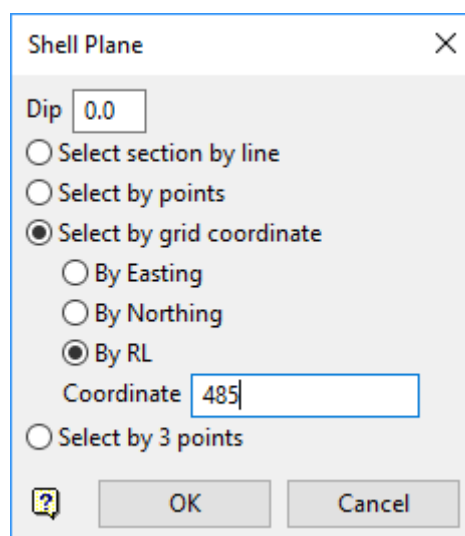 Shell Plane
Dip 0.0
Select section by line
Select by points
Select by grid coordinate
By Easting
By Northing
By RL
Coordinate 485
Select by 3 points
? OK Cancel